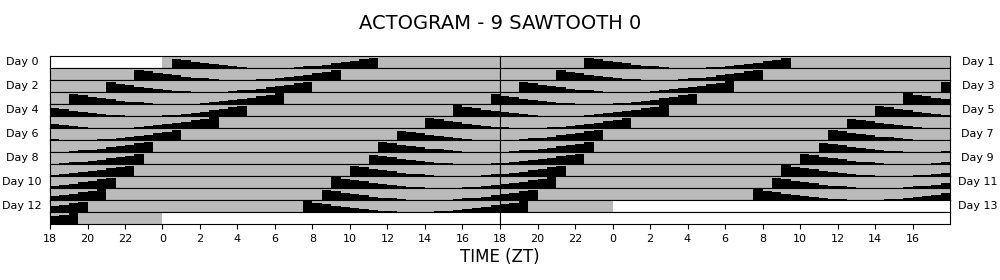 ACTOGRAM - 9 SAWTOOTH 0
Day 0 Day 1
Day 2 Day 3
Day 4 Day 5
Day 6 Day 7
Day 8 Day 9
Day 10 Day 11
Day 12 Day 13
18 20 22 0 2 4 6 8 10 12 14 16 18 20 22 0 2 4 6 8 10 12 14 16
TIME (ZT)